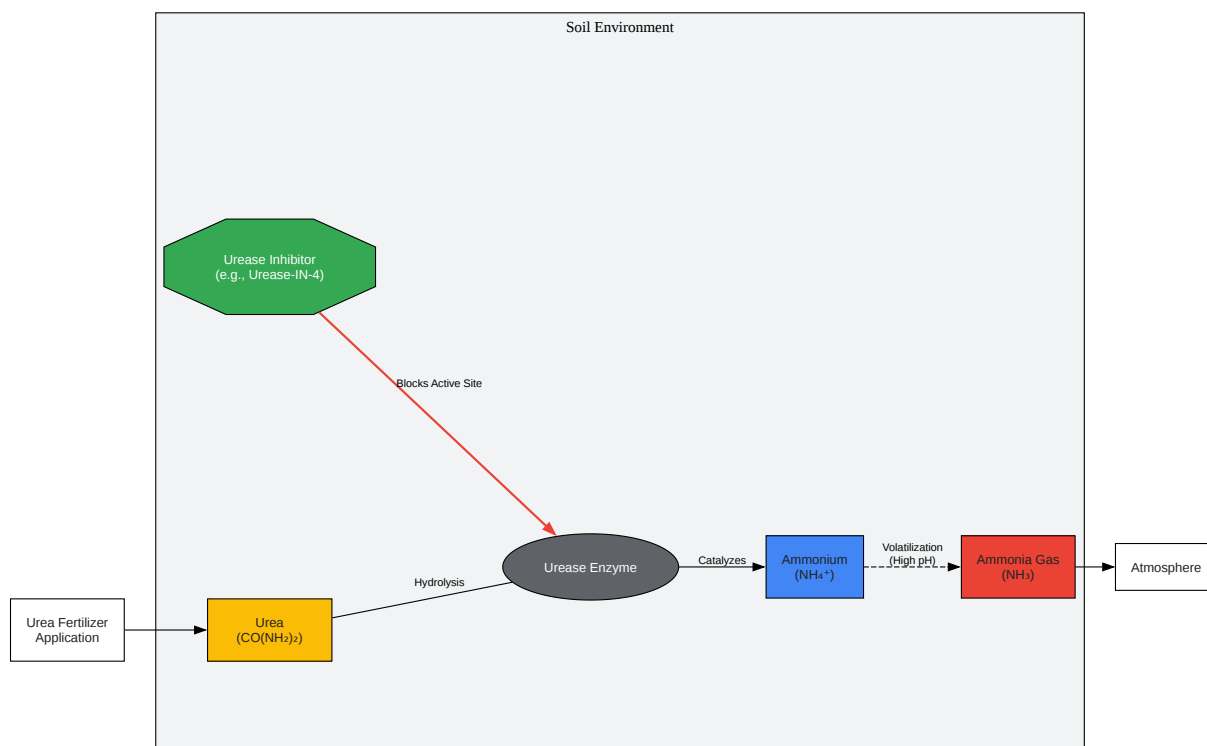 Soil Environment
Urease Inhibitor
(e.g., Urease-IN-4)
Blocks Active Site
Hydrolysis
Urease Enzyme
Catalyzes
Ammonium
(NH₄⁺)
Volatilization
(High pH)
Ammonia Gas
(NH₃)
Atmosphere
Urea Fertilizer
Application
Urea
(CO(NH₂)₂)